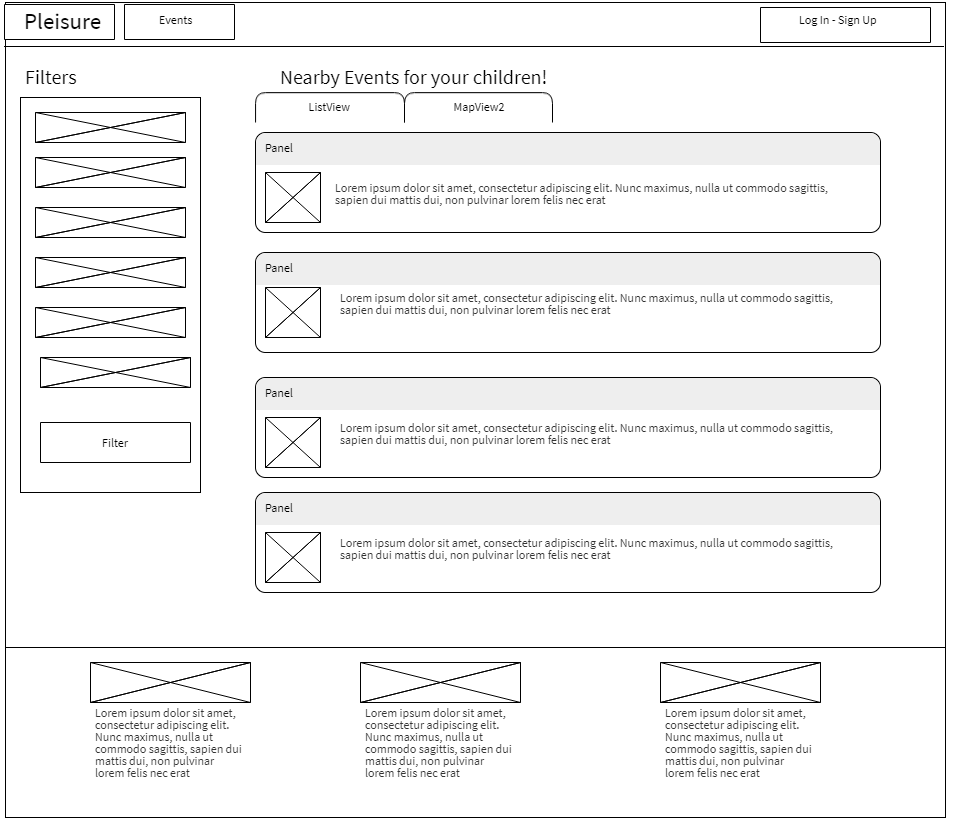 Pleisure
Events
Log In - Sign Up
Filters
Filter
Nearby Events for your children!
ListView
MapView2
Panel
Lorem ipsum dolor sit amet, consectetur adipiscing elit. Nunc maximus, nulla ut commodo sagittis,
sapien dui mattis dui, non pulvinar lorem felis nec erat
Panel
Lorem ipsum dolor sit amet, consectetur adipiscing elit. Nunc maximus, nulla ut commodo sagittis,
sapien dui mattis dui, non pulvinar lorem felis nec erat
Panel
Lorem ipsum dolor sit amet, consectetur adipiscing elit. Nunc maximus, nulla ut commodo sagittis,
sapien dui mattis dui, non pulvinar lorem felis nec erat
Panel
Lorem ipsum dolor sit amet, consectetur adipiscing elit. Nunc maximus, nulla ut commodo sagittis,
sapien dui mattis dui, non pulvinar lorem felis nec erat
Lorem ipsum dolor sit amet,
consectetur adipiscing elit.
Nunc maximus, nulla ut
commodo sagittis, sapien dui
mattis dui, non pulvinar
lorem felis nec erat
Lorem ipsum dolor sit amet,
consectetur adipiscing elit.
Nunc maximus, nulla ut
commodo sagittis, sapien dui
mattis dui, non pulvinar
lorem felis nec erat
Lorem ipsum dolor sit amet,
consectetur adipiscing elit.
Nunc maximus, nulla ut
commodo sagittis, sapien dui
mattis dui, non pulvinar
lorem felis nec erat